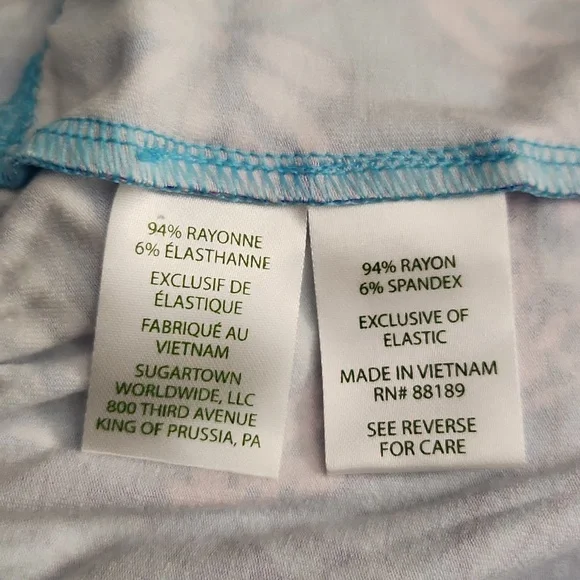 94% RAYONNE
6% ÉLASTHANNE
EXCLUSIF DE
ÉLASTIQUE
FABRIQUÉ AU
VIETNAM
SUGARTOWN
WORLDWIDE, LLC
800 THIRD AVENUE
KING OF PRUSSIA, PA
94% RAYON
6% SPANDEX
EXCLUSIVE OF
ELASTIC
MADE IN VIETNAM
RN# 88189
SEE REVERSE
FOR CARE